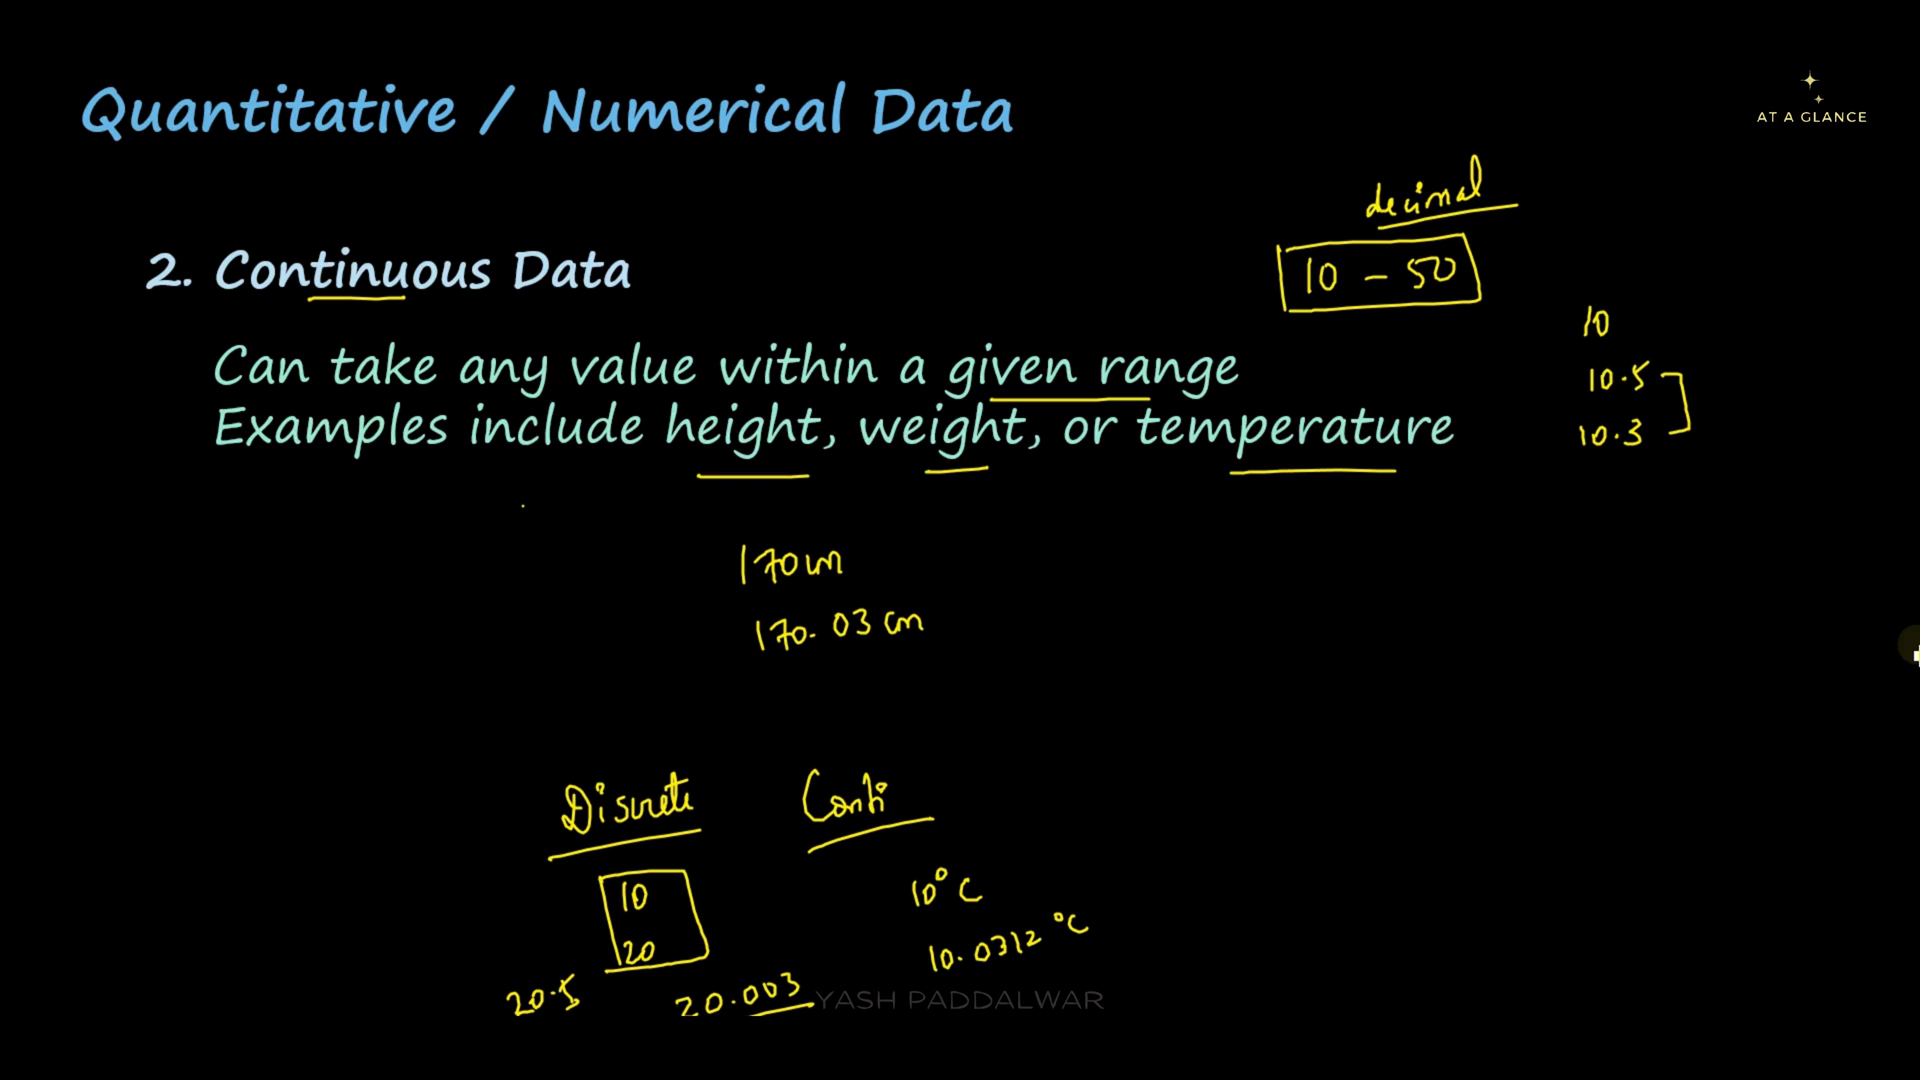 Quantitative / Numerical Data
AT A GLANCE
decimal
10 - 50
2. Continuous Data
10
Can take any value within a given range
10.5
Examples include height, weight, or temperature
10.3
170cm
170.03 cm
Discrete Conti
10 10°C
20 10.0312 °C
20.5 20.003
YASH PADDALWAR